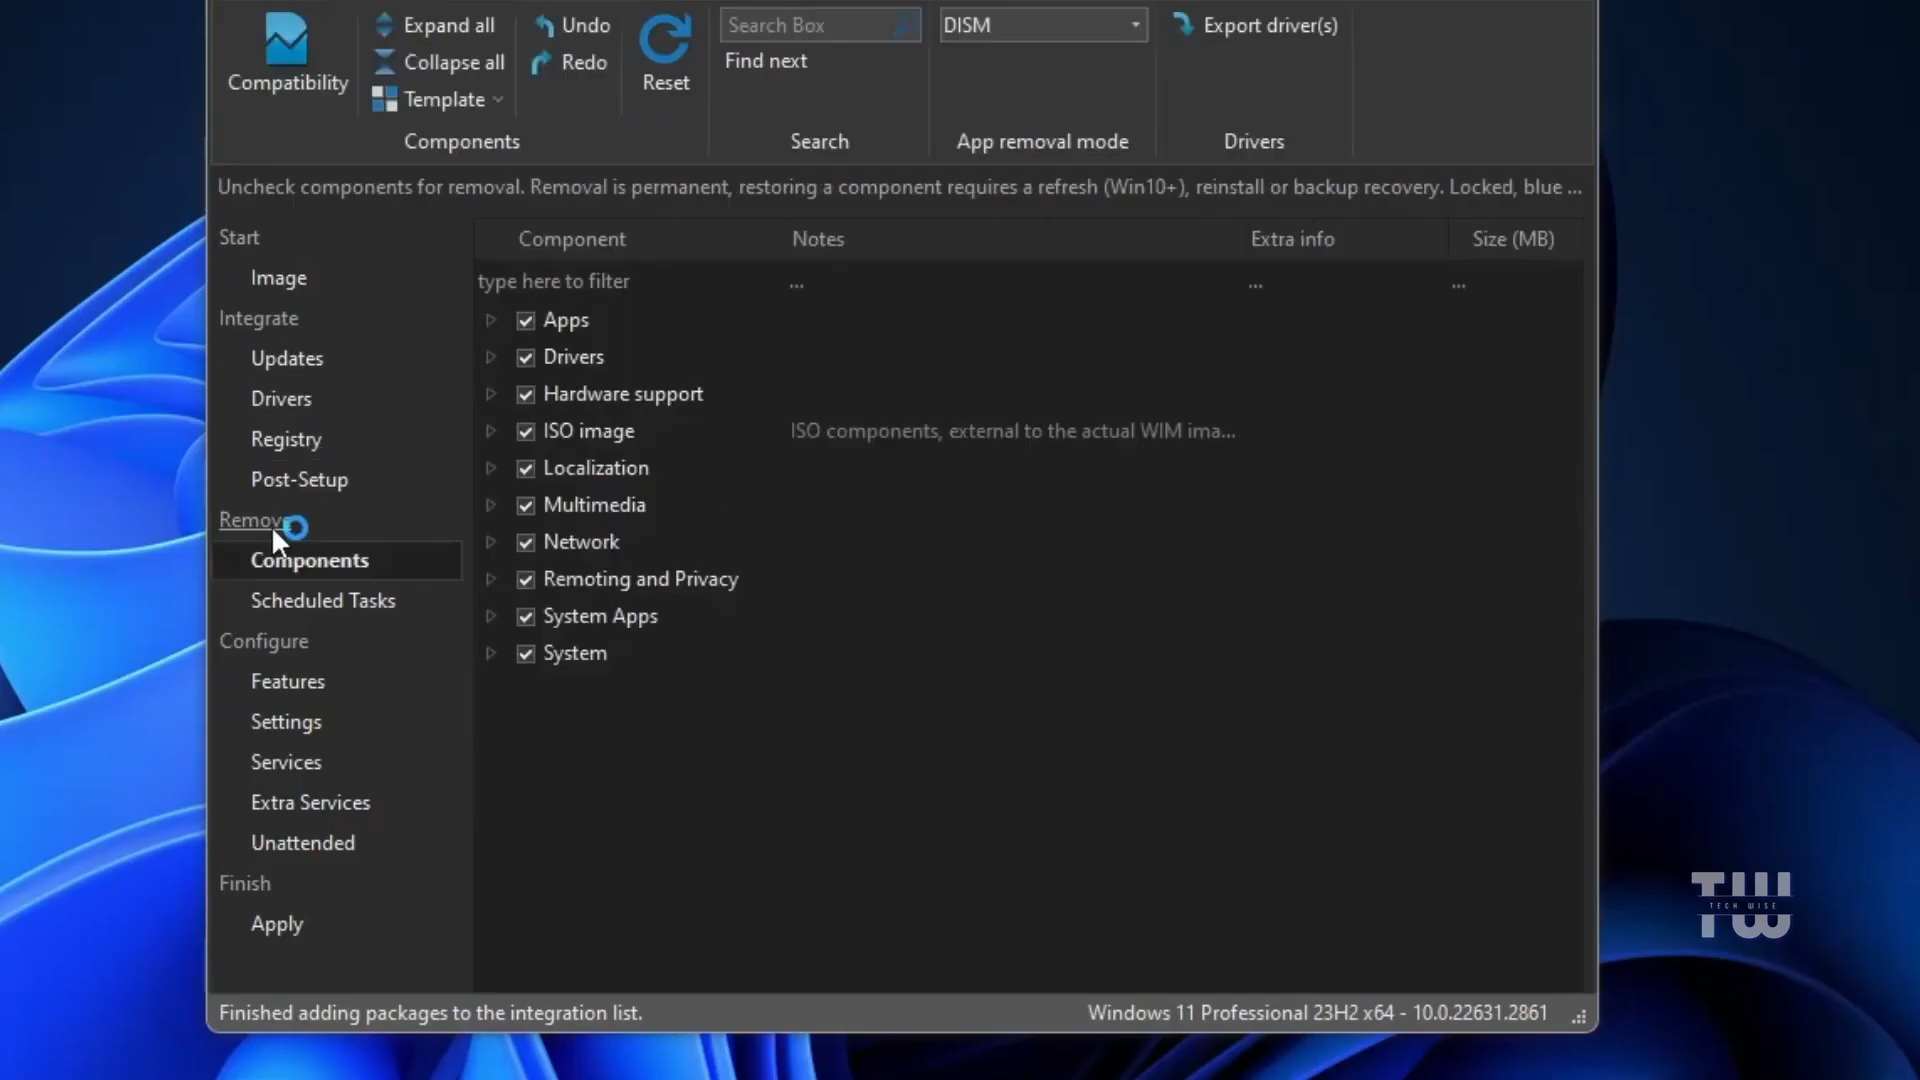 Compatibility
Expand all
Collapse all
Template
Components
Undo
Redo
Reset
Search Box
Find next
Search
DISM
App removal mode
Export driver(s)
Drivers
Uncheck components for removal. Removal is permanent, restoring a component requires a refresh (Win10+), reinstall or backup recovery. Locked, blue ...
Start
Image
Integrate
Updates
Drivers
Registry
Post-Setup
Remove
Components
Scheduled Tasks
Configure
Features
Settings
Services
Extra Services
Unattended
Finish
Apply
Component Notes Extra info Size (MB)
type here to filter ... ... ...
Apps
Drivers
Hardware support
ISO image ISO components, external to the actual WIM ima...
Localization
Multimedia
Network
Remoting and Privacy
System Apps
System
TW
TECH WISE
Finished adding packages to the integration list. Windows 11 Professional 23H2 x64 - 10.0.22631.2861